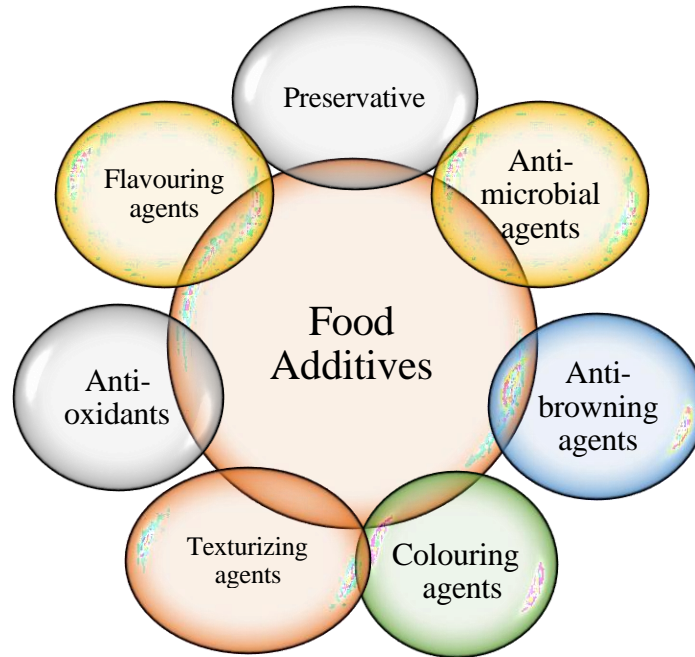 Preservative
Anti-
microbial
agents
Anti-
browning
agents
Colouring
agents
Texturizing
agents
Anti-
oxidants
Flavouring
agents
Food
Additives